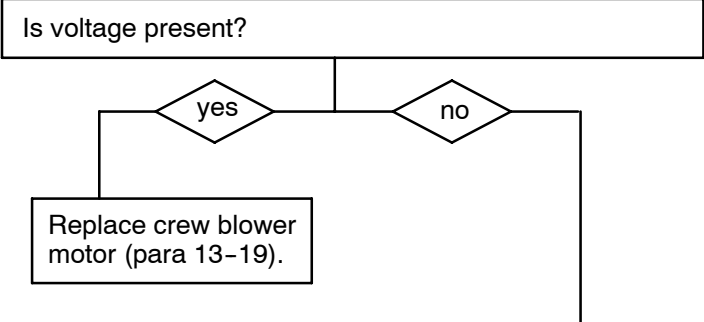 Is voltage present?
yes
no
Replace crew blower
motor (para 13-19).